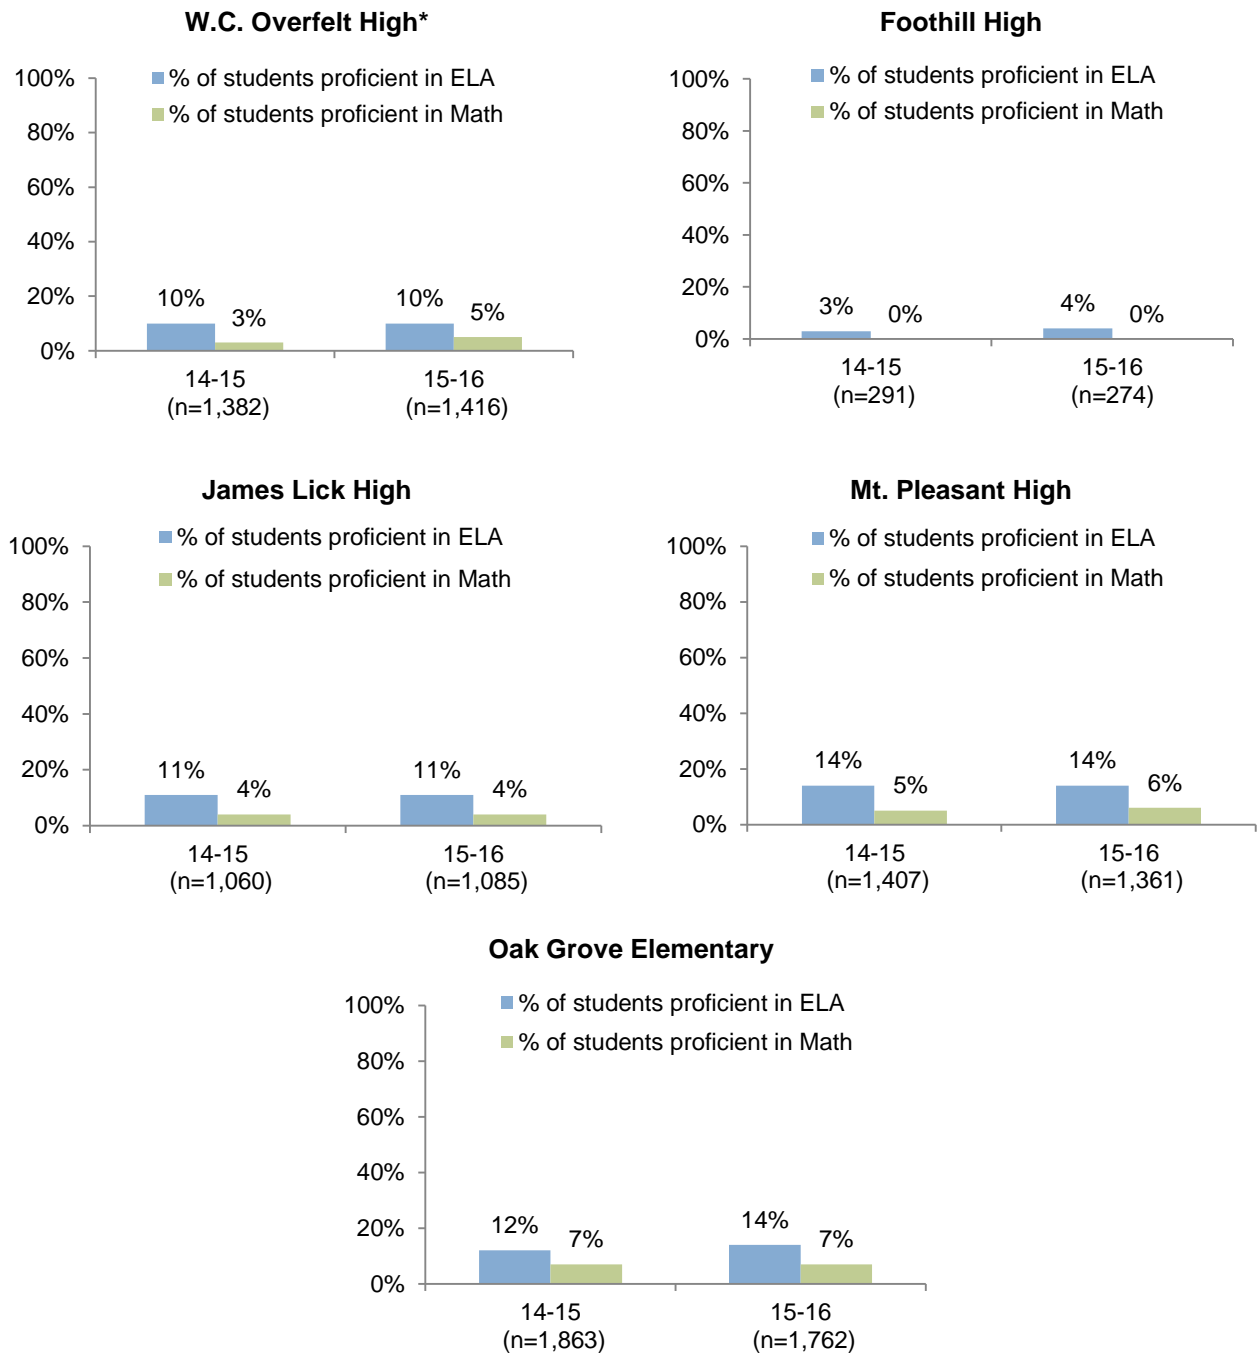 W.C. Overfelt High*
% of students proficient in ELA
% of students proficient in Math
100%
80%
60%
40%
20%
0%
10%
3%
10%
5%
14-15
(n=1,382)
15-16
(n=1,416)
Foothill High
% of students proficient in ELA
% of students proficient in Math
100%
80%
60%
40%
20%
0%
3%
0%
4%
0%
14-15
(n=291)
15-16
(n=274)
James Lick High
% of students proficient in ELA
% of students proficient in Math
100%
80%
60%
40%
20%
0%
11%
4%
11%
4%
14-15
(n=1,060)
15-16
(n=1,085)
Mt. Pleasant High
% of students proficient in ELA
% of students proficient in Math
100%
80%
60%
40%
20%
0%
14%
5%
14%
6%
14-15
(n=1,407)
15-16
(n=1,361)
Oak Grove Elementary
% of students proficient in ELA
% of students proficient in Math
100%
80%
60%
40%
20%
0%
12%
7%
14%
7%
14-15
(n=1,863)
15-16
(n=1,762)